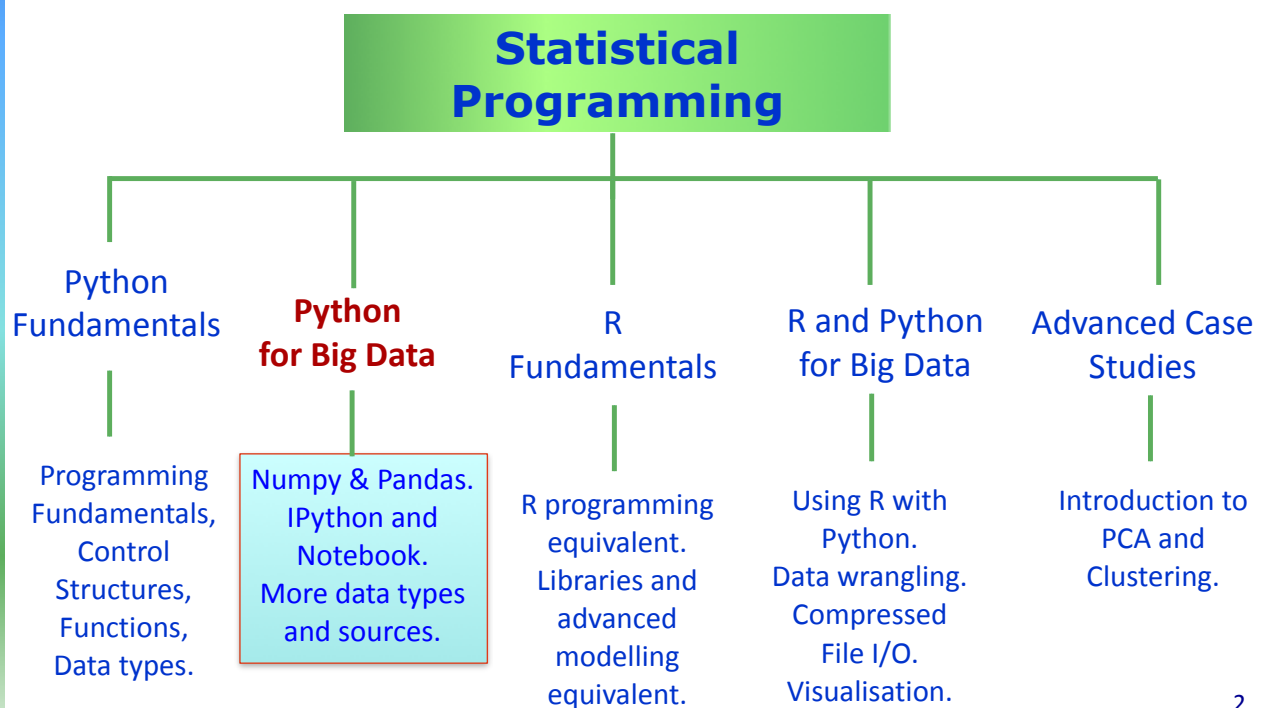 Statistical
Programming
Python
Fundamentals
Python
for Big Data
R
Fundamentals
R and Python
for Big Data
Advanced Case
Studies
Programming
Fundamentals,
Control
Structures,
Functions,
Data types.
Numpy & Pandas.
IPython and
Notebook.
More data types
and sources.
R programming
equivalent.
Libraries and
advanced
modelling
equivalent.
Using R with
Python.
Data wrangling.
Compressed
File I/O.
Visualisation.
Introduction to
PCA and
Clustering.
2